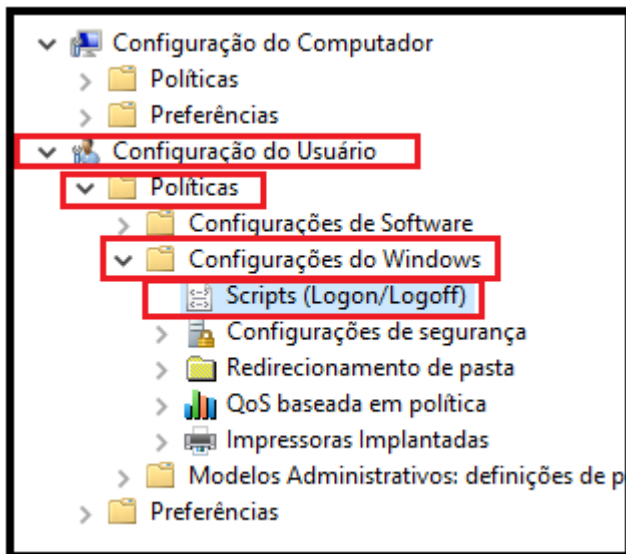 Configuração do Computador
Políticas
Preferências
Configuração do Usuário
Políticas
Configurações de Software
Configurações do Windows
Scripts (Logon/Logoff)
Configurações de segurança
Redirecionamento de pasta
QoS baseada em política
Impressoras Implantadas
Modelos Administrativos: definições de p
Preferências